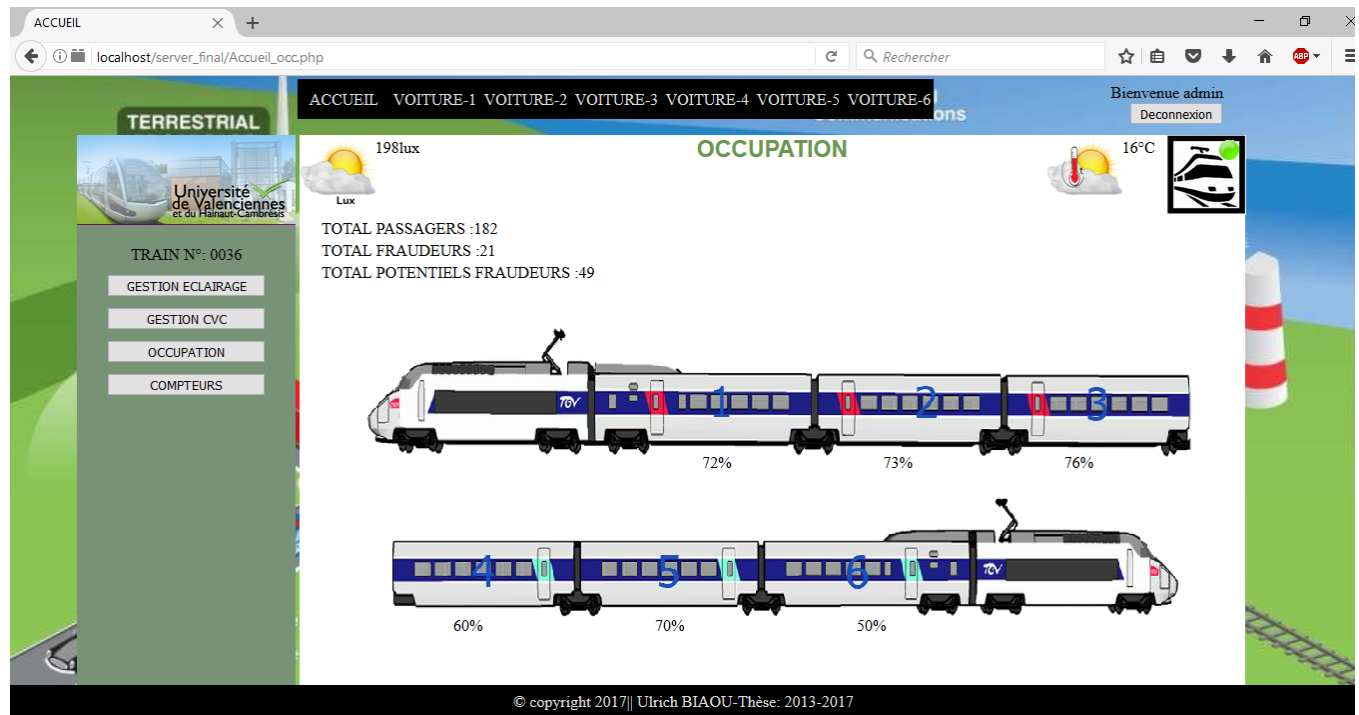 ACCUEIL
localhost/server_final/Accueil_occ.php
Rechercher
ABP
ACCUEIL VOITURE-1 VOITURE-2 VOITURE-3 VOITURE-4 VOITURE-5 VOITURE-6
Bienvenue admin
Deconnexion
TERRESTRIAL
ons
Université
de Valenciennes
et du Hainaut-Cambrésis
198lux
Lux
OCCUPATION
16°C
TOTAL PASSAGERS :182
TOTAL FRAUDEURS :21
TOTAL POTENTIELS FRAUDEURS :49
TRAIN N°: 0036
GESTION ECLAIRAGE
GESTION CVC
OCCUPATION
COMPTEURS
TGV
1 2 3
72% 73% 76%
4 5 6
TGV
60% 70% 50%
© copyright 2017|| Ulrich BIAOU-Thèse: 2013-2017